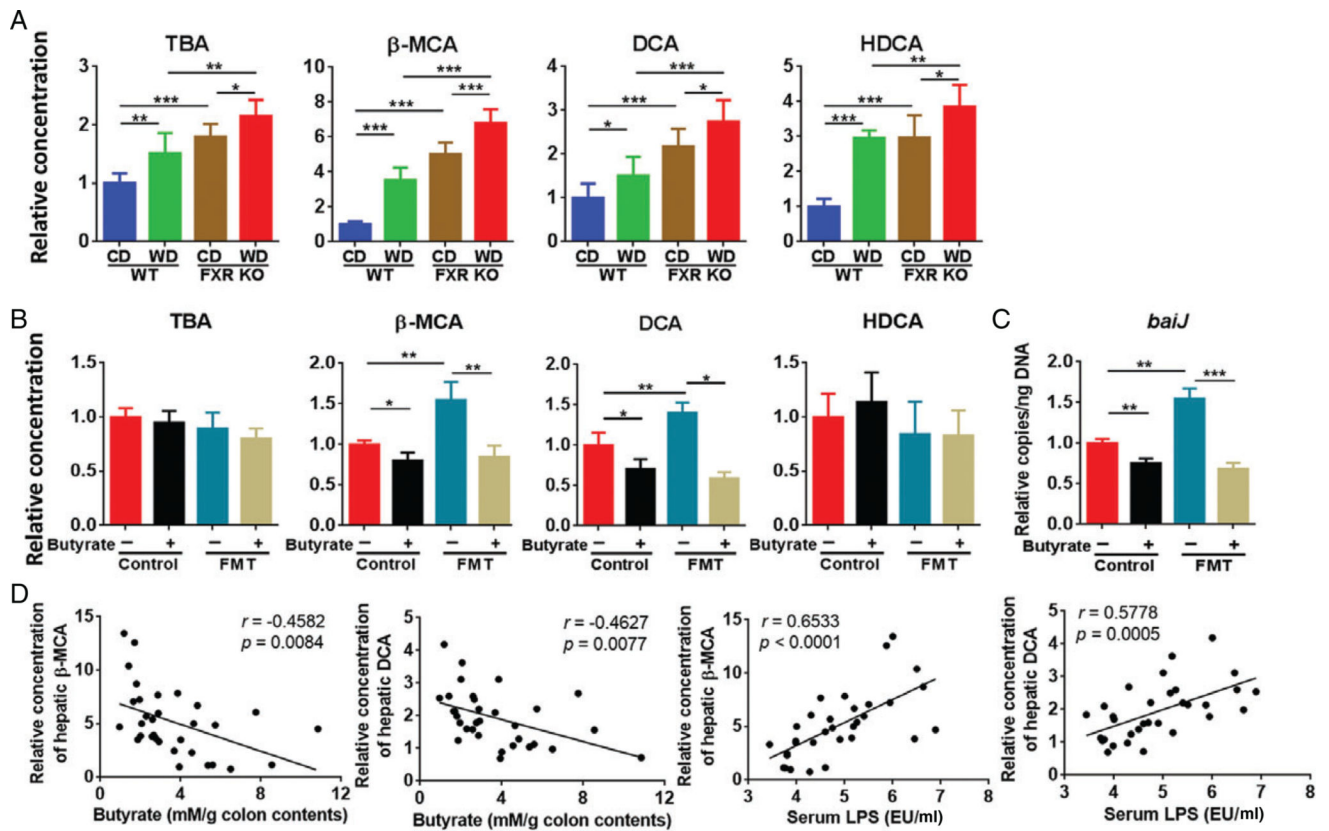 A
TBA
β-MCA
DCA
HDCA
Relative concentration
3
2
1
0
**
***
*
**
10
8
6
4
2
0
***
***
***
***
4
3
2
1
0
***
***
*
*
5
4
3
2
1
0
**
***
*
***
CD WD CD WD
WT FXR KO
CD WD CD WD
WT FXR KO
CD WD CD WD
WT FXR KO
CD WD CD WD
WT FXR KO
B
TBA
β-MCA
DCA
HDCA
C
baiJ
Relative concentration
1.5
1.0
0.5
0.0
2.0
1.5
1.0
0.5
0.0
**
**
*
2.0
1.5
1.0
0.5
0.0
**
*
*
1.5
1.0
0.5
0.0
Relative copies/ng DNA
2.0
1.5
1.0
0.5
0.0
**
***
**
Butyrate − + − +
Control FMT
Butyrate − + − +
Control FMT
Butyrate − + − +
Control FMT
Butyrate − + − +
Control FMT
Butyrate − + − +
Control FMT
D
Relative concentration
of hepatic β-MCA
15
10
5
0
r = -0.4582
p = 0.0084
0 4 8 12
Butyrate (mM/g colon contents)
Relative concentration
of hepatic DCA
5
4
3
2
1
0
r = -0.4627
p = 0.0077
0 4 8 12
Butyrate (mM/g colon contents)
Relative concentration
of hepatic β-MCA
15
10
5
0
r = 0.6533
p < 0.0001
3 4 5 6 7 8
Serum LPS (EU/ml)
Relative concentration
of hepatic DCA
5
4
3
2
1
0
r = 0.5778
p = 0.0005
3 4 5 6 7 8
Serum LPS (EU/ml)